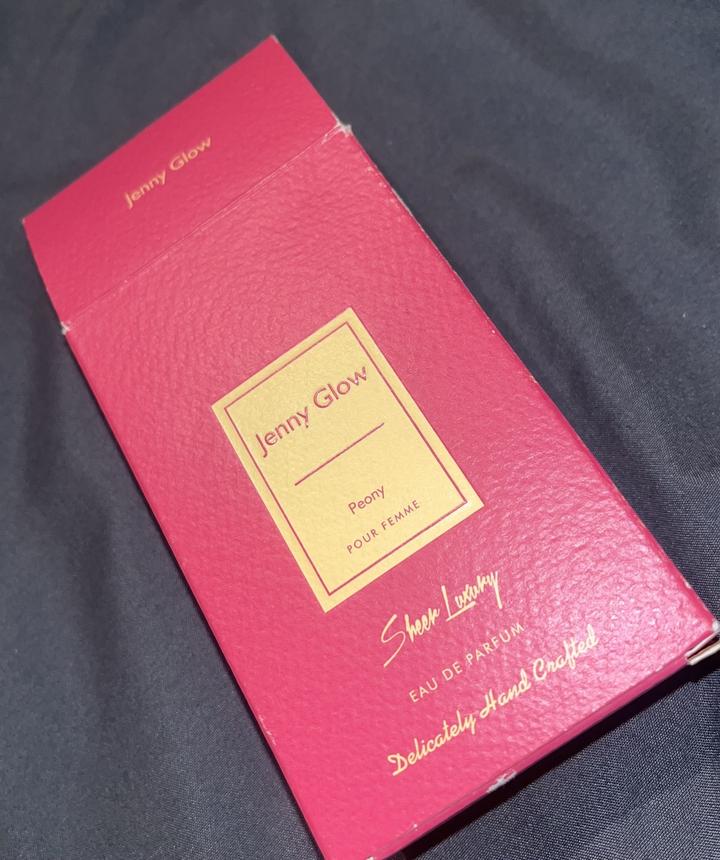 Jenny Glow
Jenny Glow
Peony
POUR FEMME
Sheer Luxury
EAU DE PARFUM
Delicately Hand Crafted